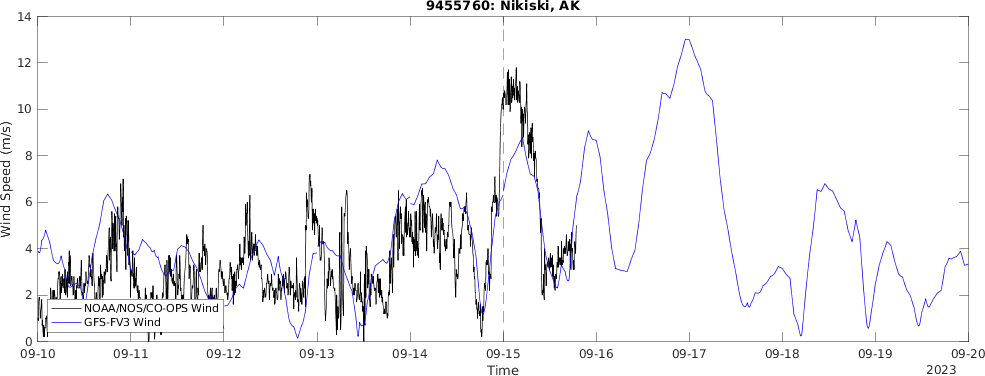 9455760: Nikiski, AK
Wind Speed (m/s)
14
12
10
8
6
4
2
0
NOAA/NOS/CO-OPS Wind
GFS-FV3 Wind
09-10 09-11 09-12 09-13 09-14 09-15 09-16 09-17 09-18 09-19 09-20
Time
2023